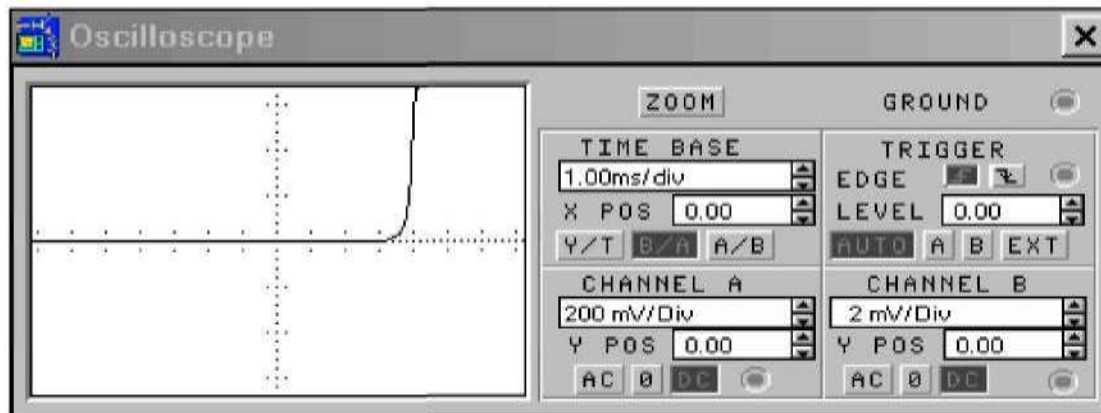 Oscilloscope
ZOOM GROUND
TIME BASE
1.00ms/div
X POS 0.00
Y/T B/A A/B
TRIGGER
EDGE
LEVEL 0.00
AUTO A B EXT
CHANNEL A
200 mV/Div
Y POS 0.00
AC 0 DC
CHANNEL B
2 mV/Div
Y POS 0.00
AC 0 DC